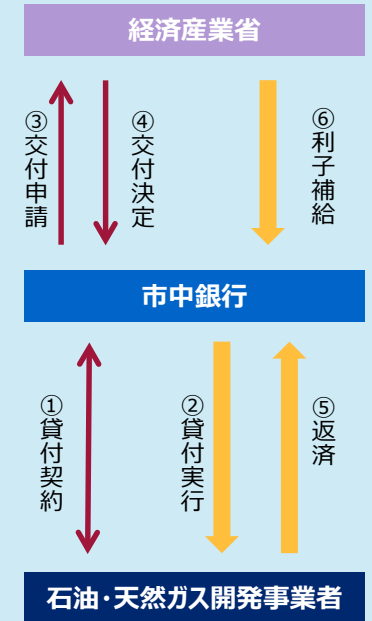 経済産業省
③交付申請
④交付決定
⑥利子補給
市中銀行
①貸付契約
②貸付実行
⑤返済
石油・天然ガス開発事業者